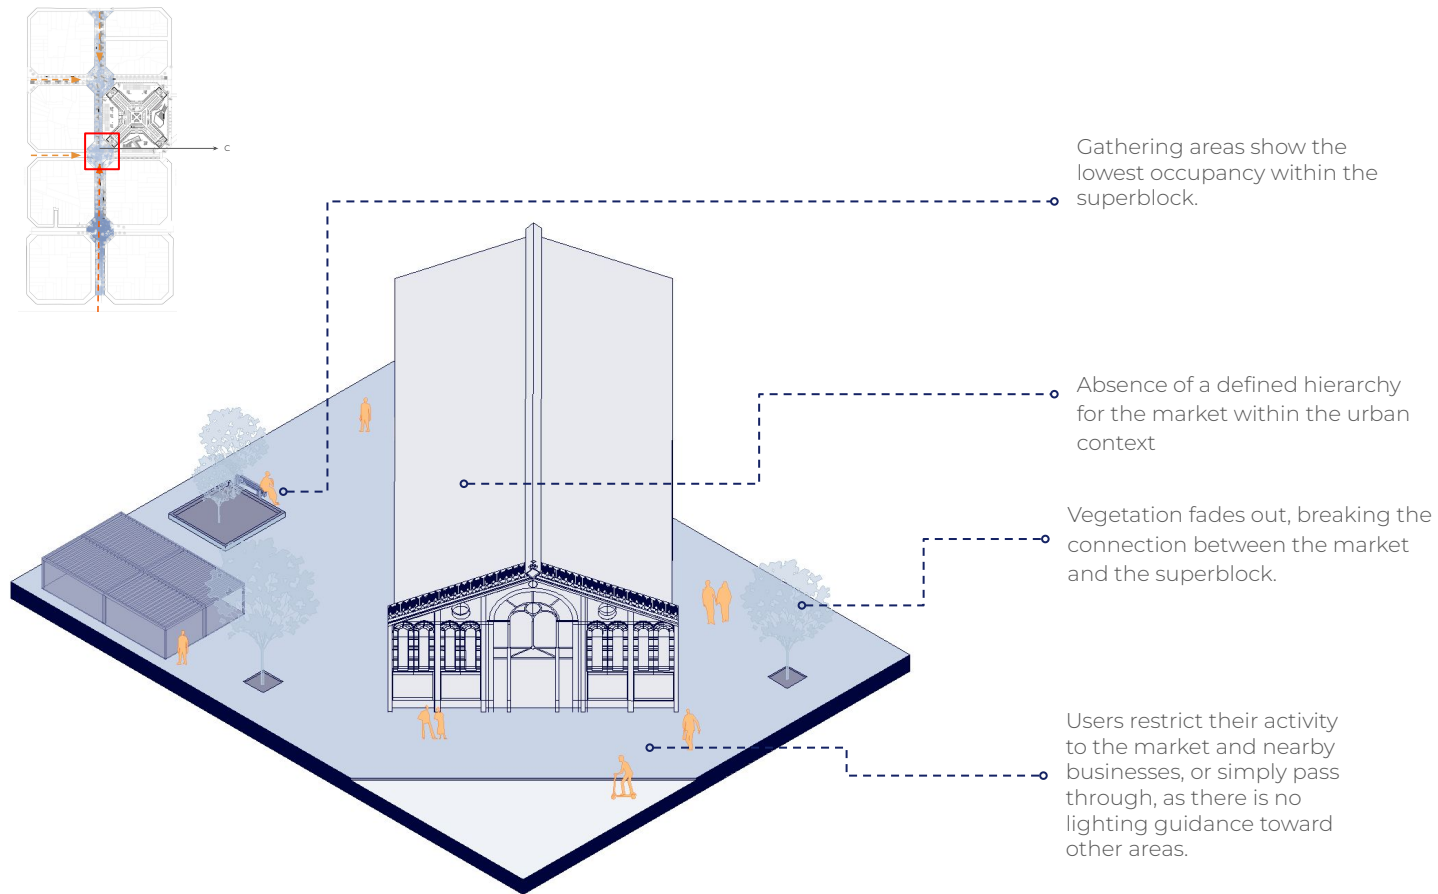 C
Gathering areas show the
lowest occupancy within the
superblock.
Absence of a defined hierarchy
for the market within the urban
context
Vegetation fades out, breaking the
connection between the market
and the superblock.
Users restrict their activity
to the market and nearby
businesses, or simply pass
through, as there is no
lighting guidance toward
other areas.